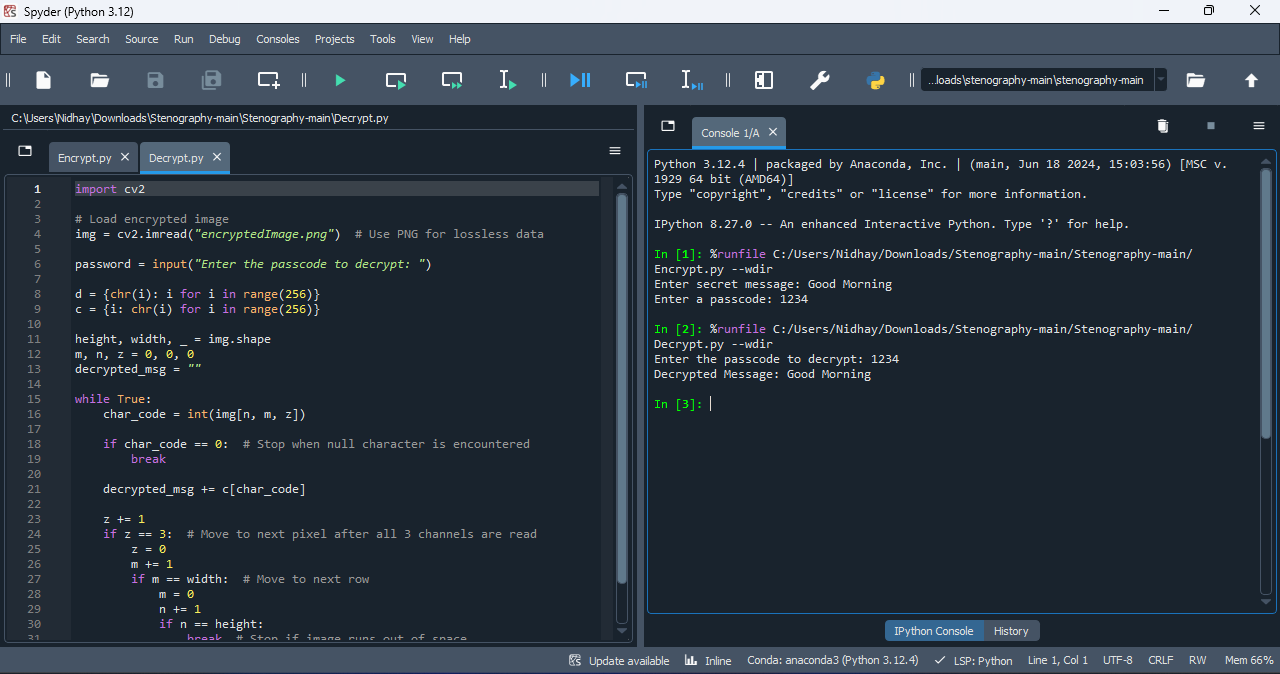 Spyder (Python 3.12)
File Edit Search Source Run Debug Consoles Projects Tools View Help
...loads\stenography-main\stenography-main
C:\Users\Nidhay\Downloads\Stenography-main\Stenography-main\Decrypt.py
Encrypt.py Decrypt.py
1 import cv2
2
3 # Load encrypted image
4 img = cv2.imread("encryptedImage.png")  # Use PNG for lossless data
5
6 password = input("Enter the passcode to decrypt: ")
7
8 d = {chr(i): i for i in range(256)}
9 c = {i: chr(i) for i in range(256)}
10
11 height, width, _ = img.shape
12 m, n, z = 0, 0, 0
13 decrypted_msg = ""
14
15 while True:
16     char_code = int(img[n, m, z])
17
18     if char_code == 0:  # Stop when null character is encountered
19         break
20
21     decrypted_msg += c[char_code]
22
23     z += 1
24     if z == 3:  # Move to next pixel after all 3 channels are read
25         z = 0
26         m += 1
27         if m == width:  # Move to next row
28             m = 0
29             n += 1
30             if n == height:
31                 break  # Stop if image runs out of space
Console 1/A
Python 3.12.4 | packaged by Anaconda, Inc. | (main, Jun 18 2024, 15:03:56) [MSC v.
1929 64 bit (AMD64)]
Type "copyright", "credits" or "license" for more information.
IPython 8.27.0 -- An enhanced Interactive Python. Type '?' for help.
In [1]: %runfile C:/Users/Nidhay/Downloads/Stenography-main/Stenography-main/
Encrypt.py --wdir
Enter secret message: Good Morning
Enter a passcode: 1234
In [2]: %runfile C:/Users/Nidhay/Downloads/Stenography-main/Stenography-main/
Decrypt.py --wdir
Enter the passcode to decrypt: 1234
Decrypted Message: Good Morning
In [3]:
IPython Console History
Update available Inline Conda: anaconda3 (Python 3.12.4) LSP: Python Line 1, Col 1 UTF-8 CRLF RW Mem 66%